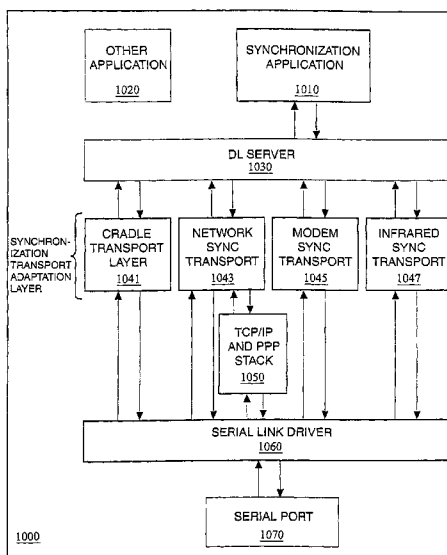 OTHER
APPLICATION
1020
SYNCHRONIZATION
APPLICATION
1010
DL SERVER
1030
SYNCHRON-
IZATION
TRANSPORT
ADAPTATION
LAYER
CRADLE
TRANSPORT
LAYER
1041
NETWORK
SYNC
TRANSPORT
1043
MODEM
SYNC
TRANSPORT
1045
INFRARED
SYNC
TRANSPORT
1047
TCP/IP
AND PPP
STACK
1050
SERIAL LINK DRIVER
1060
SERIAL PORT
1070
1000